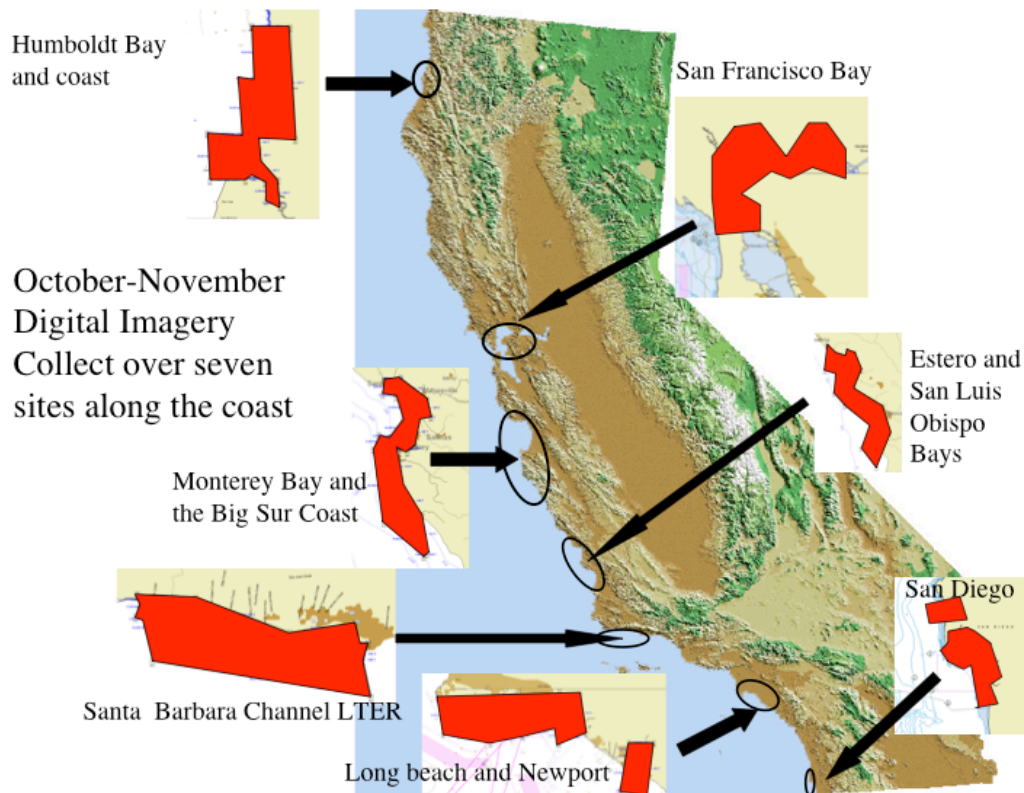 Humboldt Bay
and coast
San Francisco Bay
October-November
Digital Imagery
Collect over seven
sites along the coast
Estero and
San Luis
Obispo
Bays
Monterey Bay and
the Big Sur Coast
San Diego
Santa  Barbara Channel LTER
Long beach and Newport